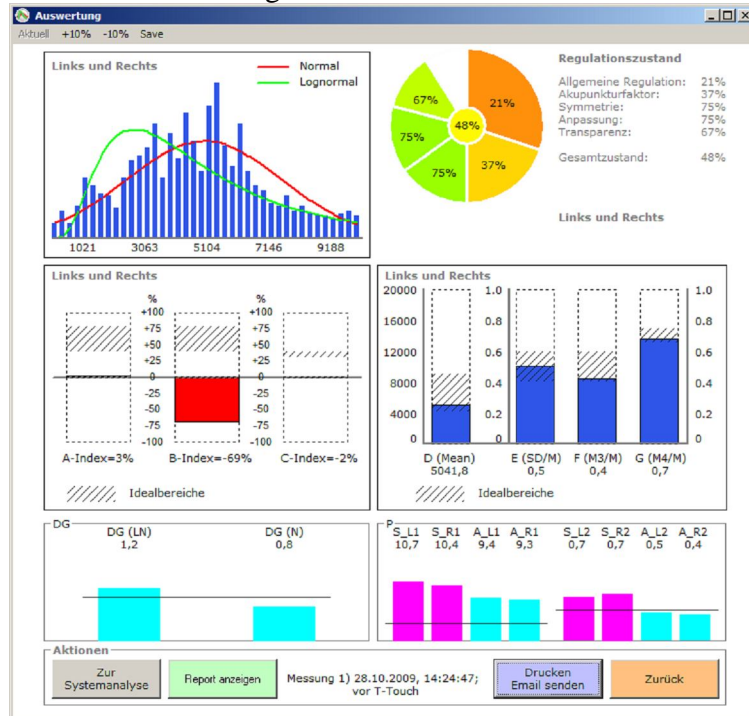 Auswertung
Aktuell +10% -10% Save
Links und Rechts
Normal
Lognormal
1021 3063 5104 7146 9188
21%
37%
75%
75%
67%
48%
Regulationszustand
Allgemeine Regulation: 21%
Akupunkturfaktor: 37%
Symmetrie: 75%
Anpassung: 75%
Transparenz: 67%
Gesamtzustand: 48%
Links und Rechts
Links und Rechts
% %
+100 +100
+75 +75
+50 +50
+25 +25
0 0
-25 -25
-50 -50
-75 -75
-100 -100
A-Index=3% B-Index=-69% C-Index=-2%
Idealbereiche
Links und Rechts
20000 1.0 1.0
16000 0.8 0.8
12000 0.6 0.6
8000 0.4 0.4
4000 0.2 0.2
0 0 0
D (Mean) E (SD/M) F (M3/M) G (M4/M)
5041,8 0,5 0,4 0,7
Idealbereiche
DG
DG (LN) DG (N)
1,2 0,8
P
S_L1 S_R1 A_L1 A_R1 S_L2 S_R2 A_L2 A_R2
10,7 10,4 9,4 9,3 0,7 0,7 0,5 0,4
Aktionen
Zur
Systemanalyse
Report anzeigen
Messung 1) 28.10.2009, 14:24:47;
vor T-Touch
Drucken
Email senden
Zurück